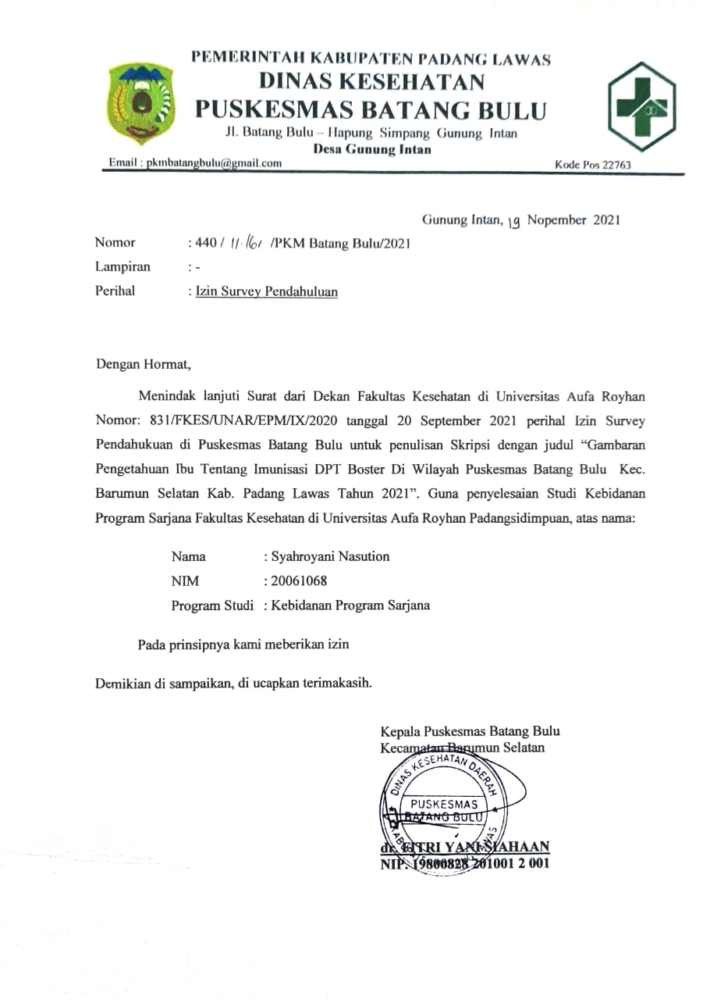 PEMERINTAH KABUPATEN PADANG LAWAS
DINAS KESEHATAN
PUSKESMAS BATANG BULU
Jl. Batang Bulu – Hapung Simpang Gunung Intan
Desa Gunung Intan
Email : pkmbatangbulu@gmail.com Kode Pos 22763
Gunung Intan, 19 Nopember 2021
Nomor : 440 / 11. /61 /PKM Batang Bulu/2021
Lampiran : -
Perihal : Izin Survey Pendahuluan
Dengan Hormat,
Menindak lanjuti Surat dari Dekan Fakultas Kesehatan di Universitas Aufa Royhan
Nomor: 831/FKES/UNAR/EPM/IX/2020 tanggal 20 September 2021 perihal Izin Survey
Pendahukuan di Puskesmas Batang Bulu untuk penulisan Skripsi dengan judul “Gambaran
Pengetahuan Ibu Tentang Imunisasi DPT Boster Di Wilayah Puskesmas Batang Bulu Kec.
Barumun Selatan Kab. Padang Lawas Tahun 2021”. Guna penyelesaian Studi Kebidanan
Program Sarjana Fakultas Kesehatan di Universitas Aufa Royhan Padangsidimpuan, atas nama:
Nama : Syahroyani Nasution
NIM : 20061068
Program Studi : Kebidanan Program Sarjana
Pada prinsipnya kami meberikan izin
Demikian di sampaikan, di ucapkan terimakasih.
Kepala Puskesmas Batang Bulu
Kecamatan Barumun Selatan
DINAS KESEHATAN DAERAH
PUSKESMAS
BATANG BULU
dr. FITRI YANI SIAHAAN
NIP. 19800828 201001 2 001